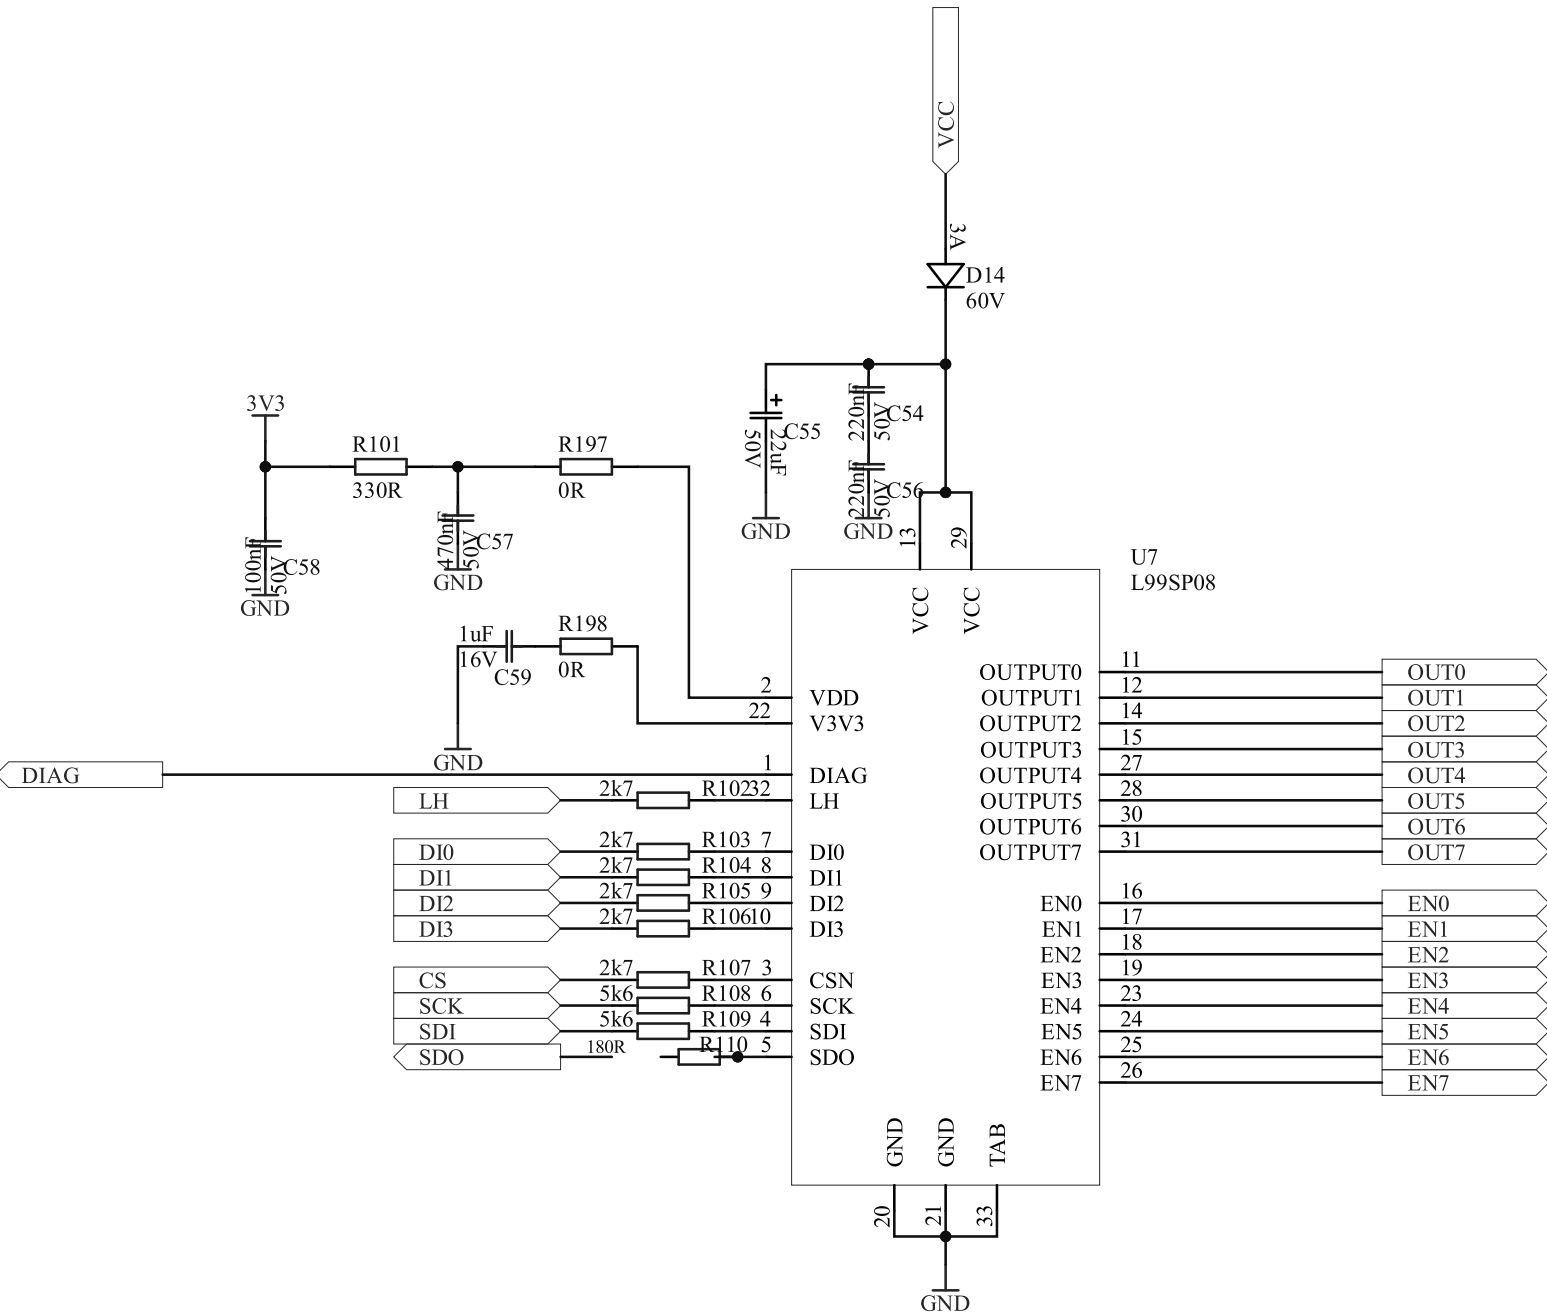 VCC
3A
D14
60V
3V3
R101
330R
R197
0R
+
22uF
50V
C55
GND
220nF
50V
C54
220nF
50V
C56
GND
470nF
50V
C57
GND
100nF
50V
C58
GND
1uF
16V
C59
R198
0R
GND
13
29
VCC
VCC
U7
L99SP08
2 VDD
22 V3V3
DIAG 1 DIAG
LH 2k7 R102 32 LH
DI0 2k7 R103 7 DI0
DI1 2k7 R104 8 DI1
DI2 2k7 R105 9 DI2
DI3 2k7 R106 10 DI3
CS 2k7 R107 3 CSN
SCK 5k6 R108 6 SCK
SDI 5k6 R109 4 SDI
SDO 180R R110 5 SDO
OUTPUT0 11 OUT0
OUTPUT1 12 OUT1
OUTPUT2 14 OUT2
OUTPUT3 15 OUT3
OUTPUT4 27 OUT4
OUTPUT5 28 OUT5
OUTPUT6 30 OUT6
OUTPUT7 31 OUT7
EN0 16 EN0
EN1 17 EN1
EN2 18 EN2
EN3 19 EN3
EN4 23 EN4
EN5 24 EN5
EN6 25 EN6
EN7 26 EN7
GND
GND
TAB
20
21
33
GND